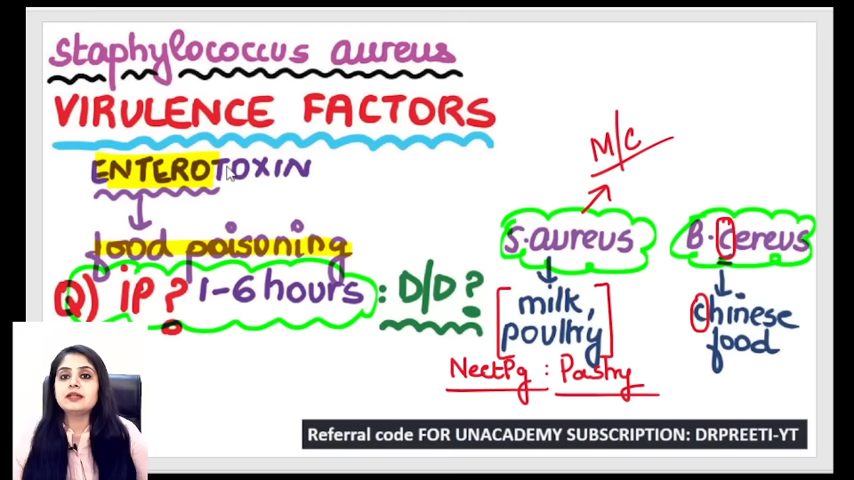 Staphylococcus aureus
VIRULENCE FACTORS
ENTEROTOXIN
food poisoning
Q) IP ? 1-6 hours : D/D ?
M/C
S.aureus
milk,
poultry
NeetPg : Pastry
B.cereus
chinese
food
Referral code FOR UNACADEMY SUBSCRIPTION: DRPREETI-YT